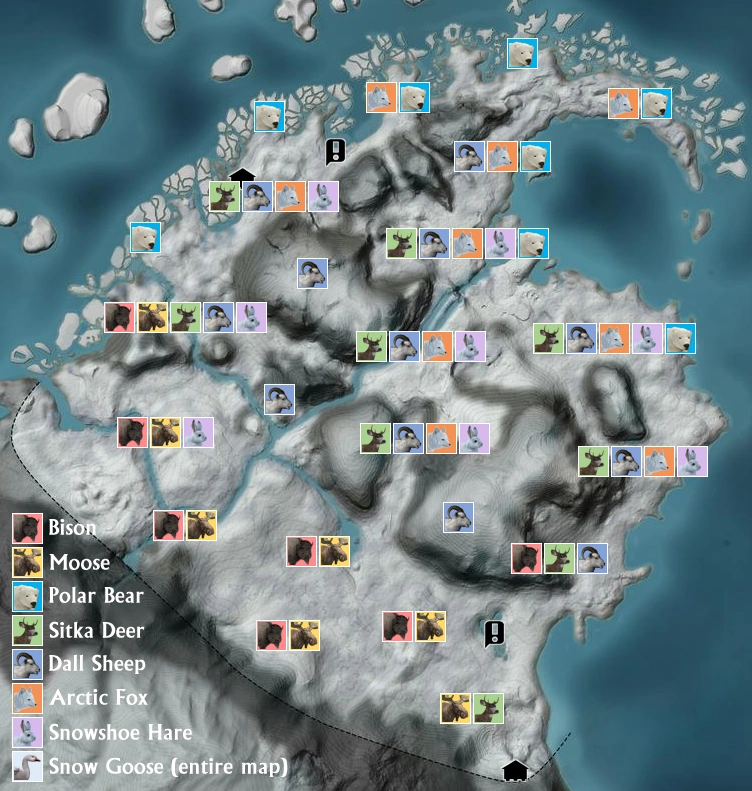 Bison
Moose
Polar Bear
Sitka Deer
Dall Sheep
Arctic Fox
Snowshoe Hare
Snow Goose (entire map)